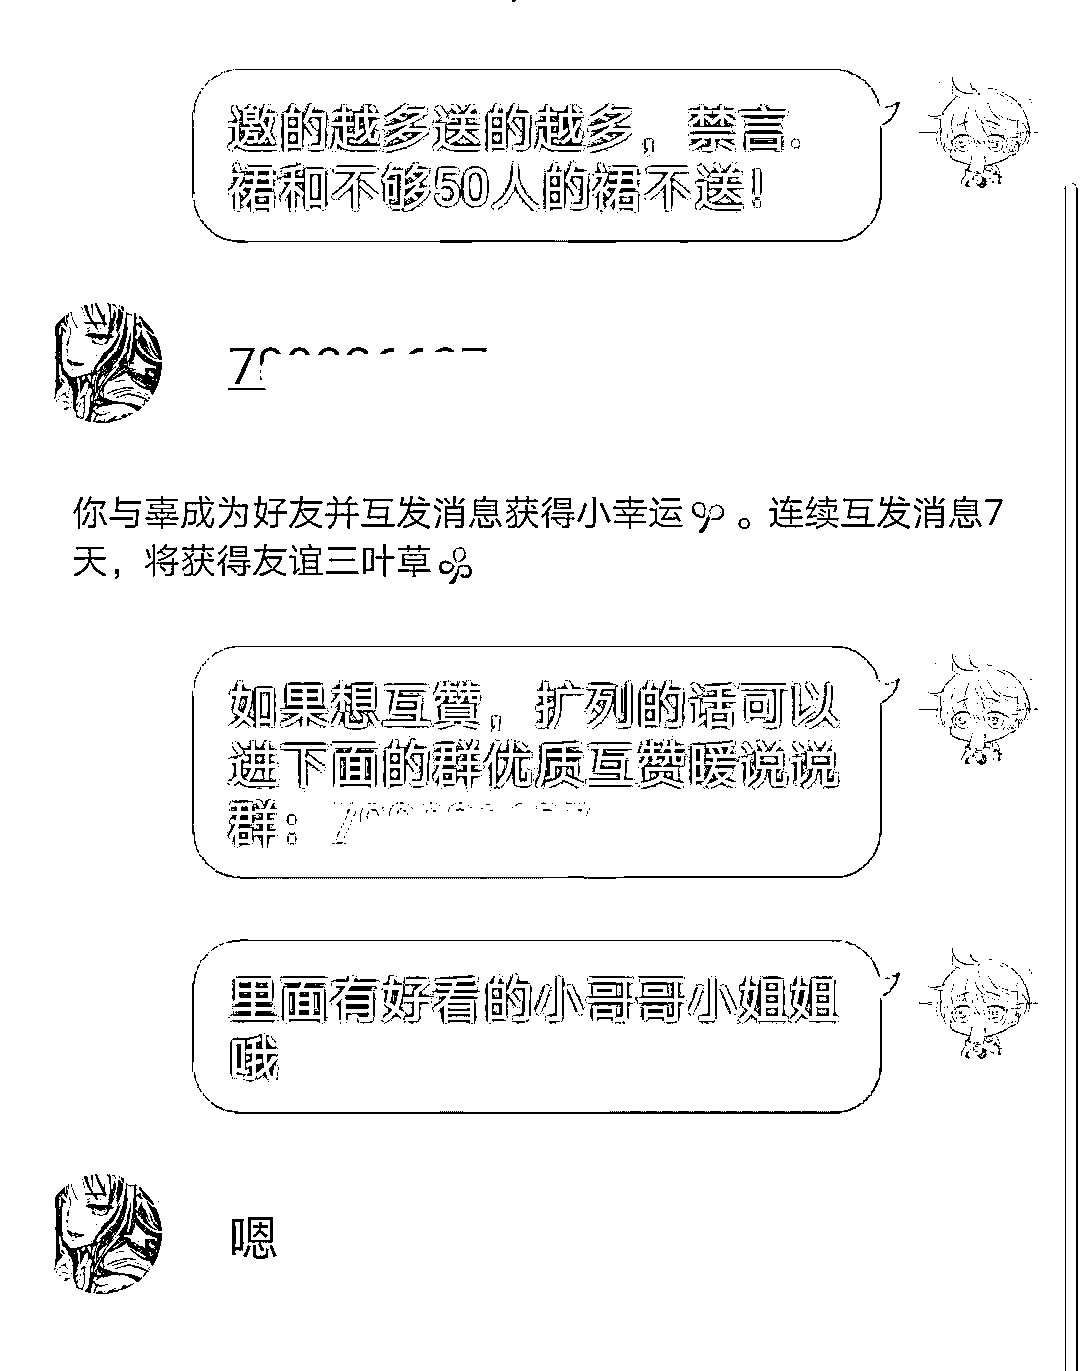 邀的越多送的越多，禁言.
裙和不够50人的裙不送！
你与辜成为好友并互发消息获得小幸运。连续互发消息7
天，将获得友谊三叶草
如果想互赞，扩列的话可以
进下面的群优质互赞暖说说
群：
里面有好看的小哥哥小姐姐
哦
嗯